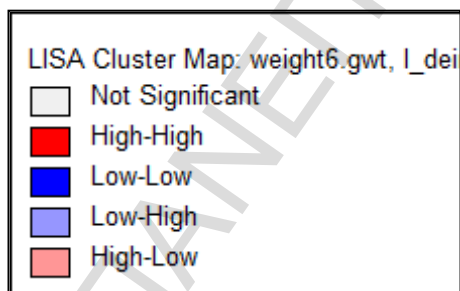 LISA Cluster Map: weight6.gwt, I_dei
Not Significant
High-High
Low-Low
Low-High
High-Low